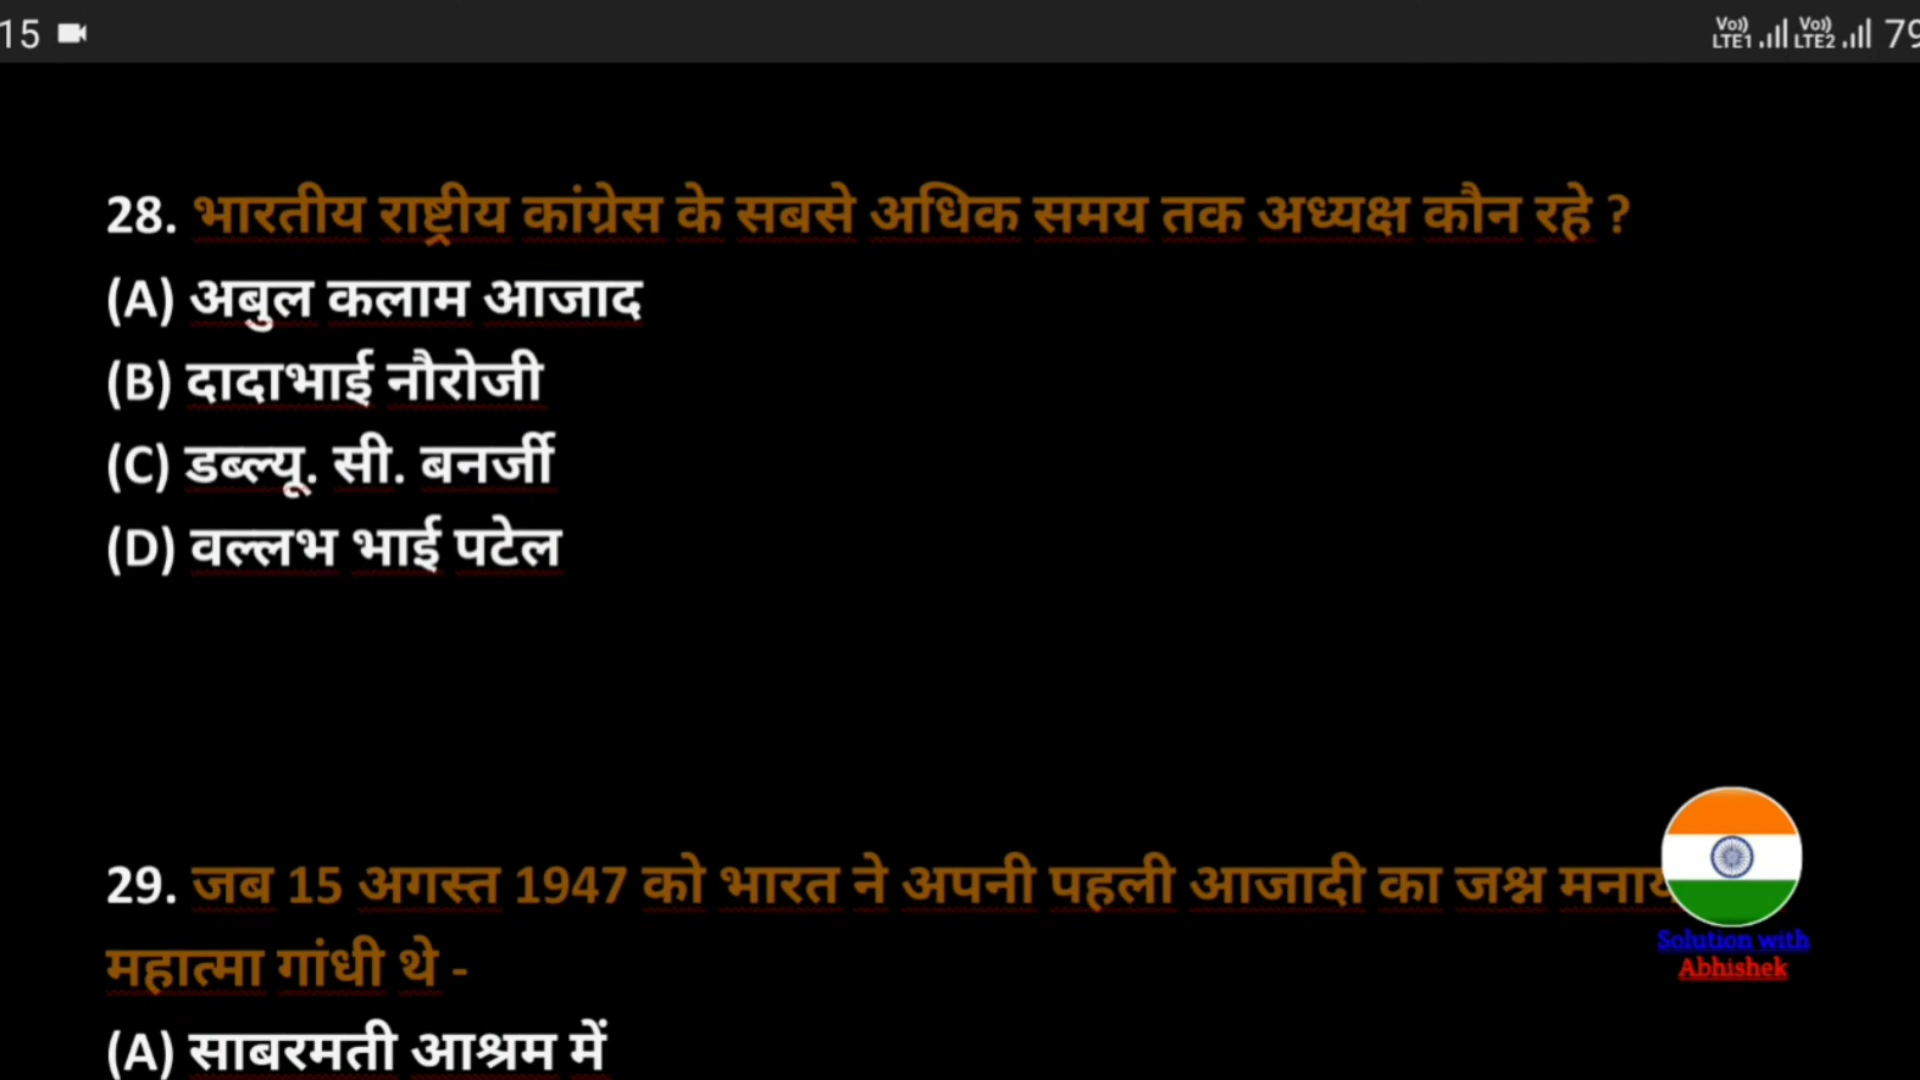 15
Vo)) LTE1 Vo)) LTE2 79
28. भारतीय राष्ट्रीय कांग्रेस के सबसे अधिक समय तक अध्यक्ष कौन रहे ?
(A) अबुल कलाम आजाद
(B) दादाभाई नौरोजी
(C) डब्ल्यू. सी. बनर्जी
(D) वल्लभ भाई पटेल
29. जब 15 अगस्त 1947 को भारत ने अपनी पहली आजादी का जश्न
महात्मा गांधी थे -
Solution with
Abhishek
(A) साबरमती आश्रम में